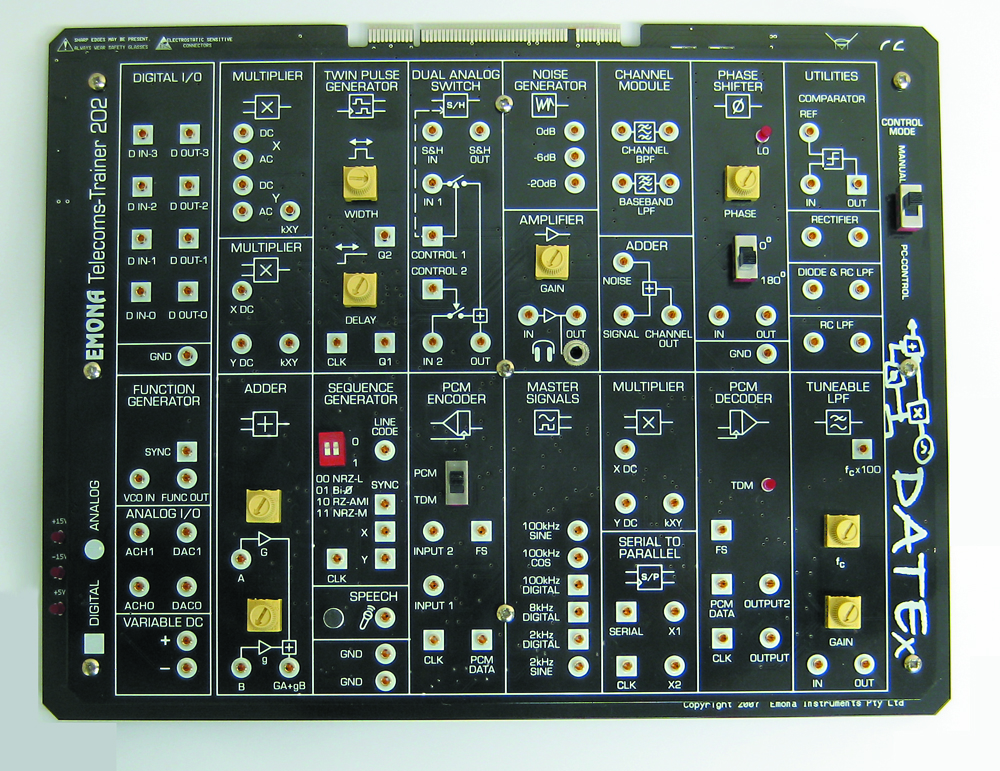 SHARP EDGES MAY BE PRESENT.
ALWAYS WEAR SAFETY GLASSES
ELECTROSTATIC SENSITIVE
CONNECTORS
CE
EMONA Telecoms-Trainer 202
DIGITAL I/O
D IN-3
D OUT-3
D IN-2
D OUT-2
D IN-1
D OUT-1
D IN-0
D OUT-0
GND
MULTIPLIER
DC
X
AC
DC
Y
AC
kXY
MULTIPLIER
X DC
Y DC
kXY
TWIN PULSE
GENERATOR
WIDTH
Q2
DELAY
CLK
Q1
DUAL ANALOG
SWITCH
S/H
S&H
IN
S&H
OUT
IN 1
CONTROL 1
CONTROL 2
IN 2
OUT
NOISE
GENERATOR
0dB
-6dB
-20dB
AMPLIFIER
GAIN
IN
OUT
CHANNEL
MODULE
CHANNEL
BPF
BASEBAND
LPF
ADDER
NOISE
SIGNAL
CHANNEL
OUT
PHASE
SHIFTER
Ø
LO
PHASE
0°
180°
IN
OUT
GND
UTILITIES
COMPARATOR
REF
IN
OUT
RECTIFIER
DIODE & RC LPF
RC LPF
CONTROL
MODE
MANUAL
PC-CONTROL
FUNCTION
GENERATOR
SYNC
VCO IN
FUNC OUT
ANALOG I/O
ACH1
DAC1
ACH0
DAC0
VARIABLE DC
+
−
+15V
-15V
+5V
ANALOG
DIGITAL
ADDER
G
A
g
B
GA+gB
SEQUENCE
GENERATOR
LINE
CODE
0
1
00 NRZ-L
01 Bi-Ø
10 RZ-AMI
11 NRZ-M
SYNC
X
Y
CLK
SPEECH
GND
GND
PCM
ENCODER
PCM
TDM
INPUT 2
FS
INPUT 1
CLK
PCM
DATA
MASTER
SIGNALS
100kHz
SINE
100kHz
COS
100kHz
DIGITAL
8kHz
DIGITAL
2kHz
DIGITAL
2kHz
SINE
MULTIPLIER
X DC
Y DC
kXY
SERIAL TO
PARALLEL
S/P
SERIAL
X1
CLK
X2
PCM
DECODER
TDM
FS
PCM
DATA
OUTPUT2
CLK
OUTPUT
TUNEABLE
LPF
fc x100
fc
GAIN
IN
OUT
DATEx
Copyright 2007 Emona Instruments Pty Ltd